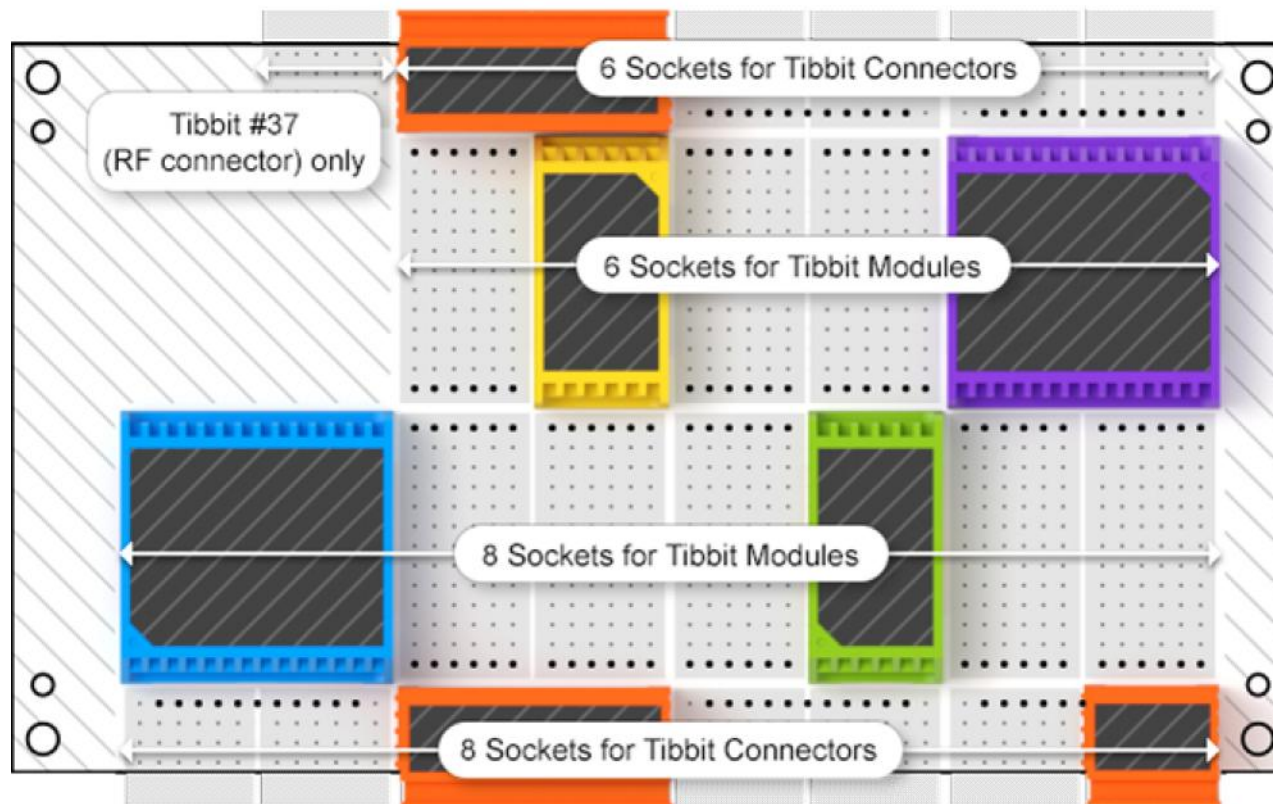 6 Sockets for Tibbit Connectors
Tibbit #37
(RF connector) only
6 Sockets for Tibbit Modules
8 Sockets for Tibbit Modules
8 Sockets for Tibbit Connectors